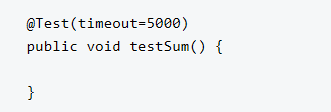 @Test(timeout=5000)
public void testSum() {
}